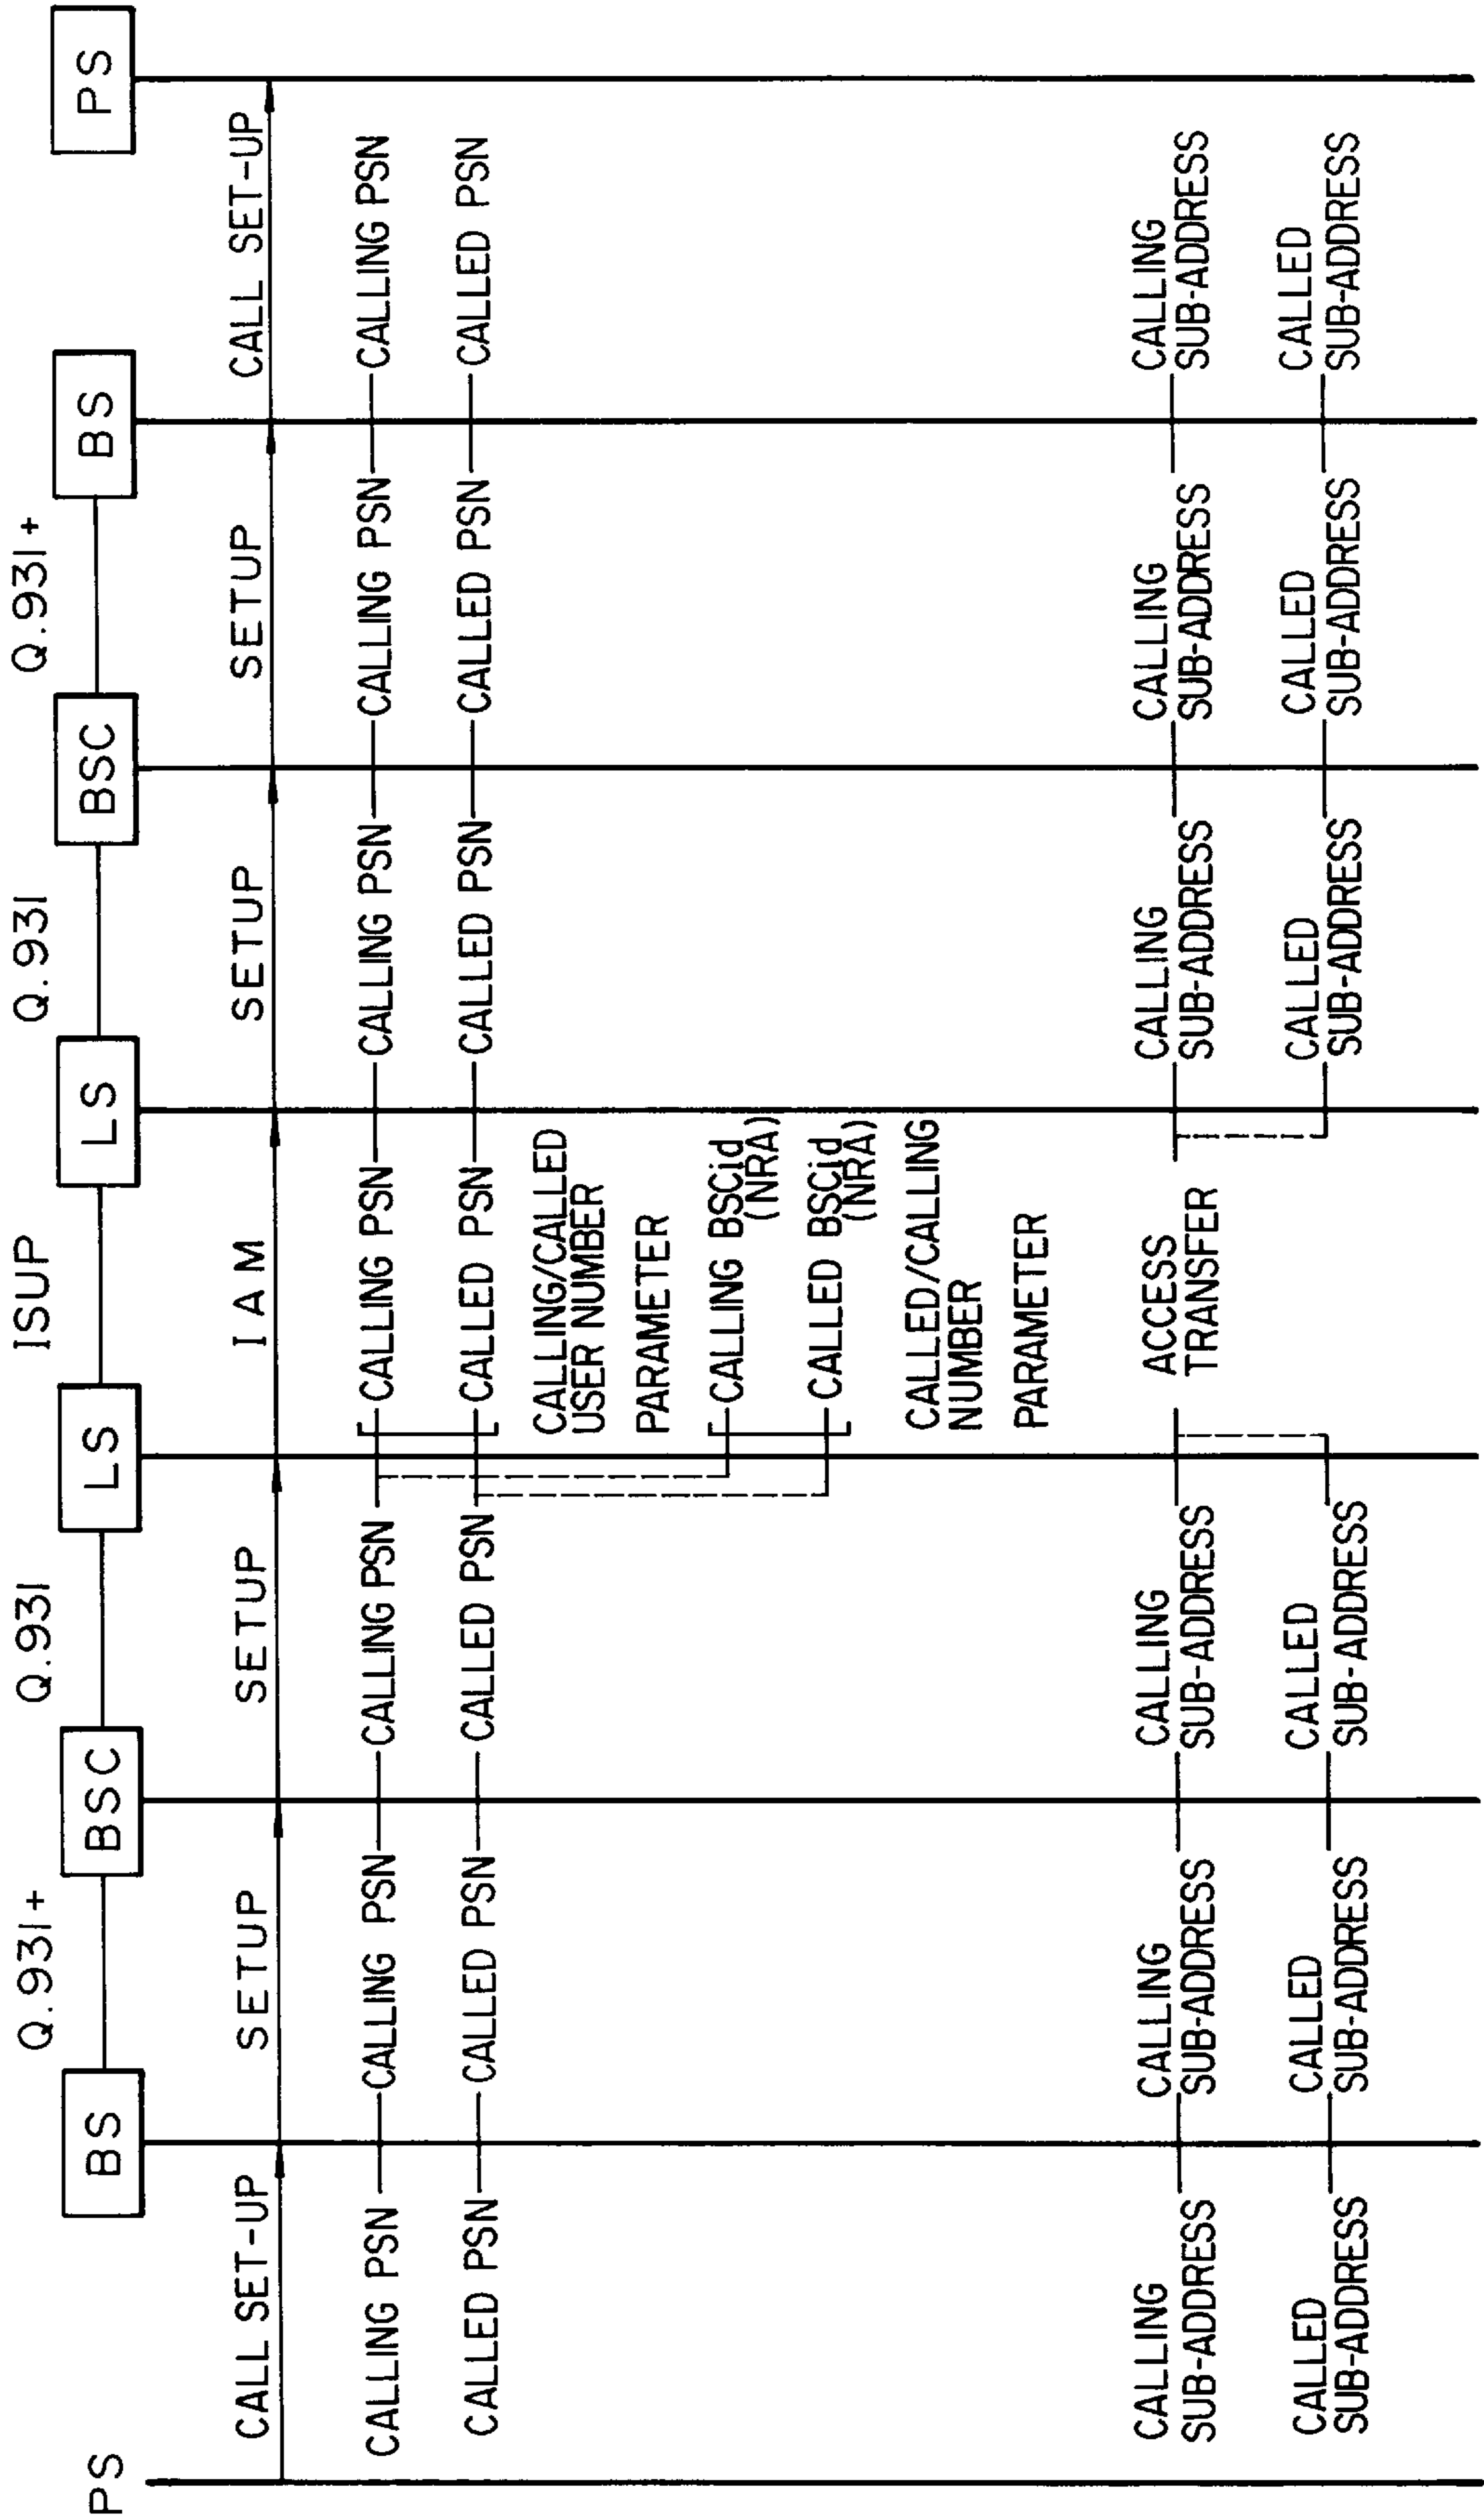 Q.931+
Q.931
ISUP
Q.931
Q.931+
PS
BS
BSC
LS
LS
BSC
BS
PS
CALL SET-UP
SETUP
SETUP
IAM
SETUP
SETUP
CALL SET-UP
CALLING PSN
CALLING PSN
CALLING PSN
CALLING PSN
CALLING PSN
CALLING PSN
CALLING PSN
CALLED PSN
CALLED PSN
CALLED PSN
CALLED PSN
CALLED PSN
CALLED PSN
CALLED PSN
CALLING/CALLED
USER NUMBER
PARAMETER
CALLING BSCid
(NRA)
CALLED BSCid
(NRA)
CALLED/CALLING
NUMBER
PARAMETER
CALLING
SUB-ADDRESS
CALLING
SUB-ADDRESS
CALLING
SUB-ADDRESS
ACCESS
TRANSFER
CALLING
SUB-ADDRESS
CALLING
SUB-ADDRESS
CALLING
SUB-ADDRESS
CALLED
SUB-ADDRESS
CALLED
SUB-ADDRESS
CALLED
SUB-ADDRESS
CALLED
SUB-ADDRESS
CALLED
SUB-ADDRESS
CALLED
SUB-ADDRESS